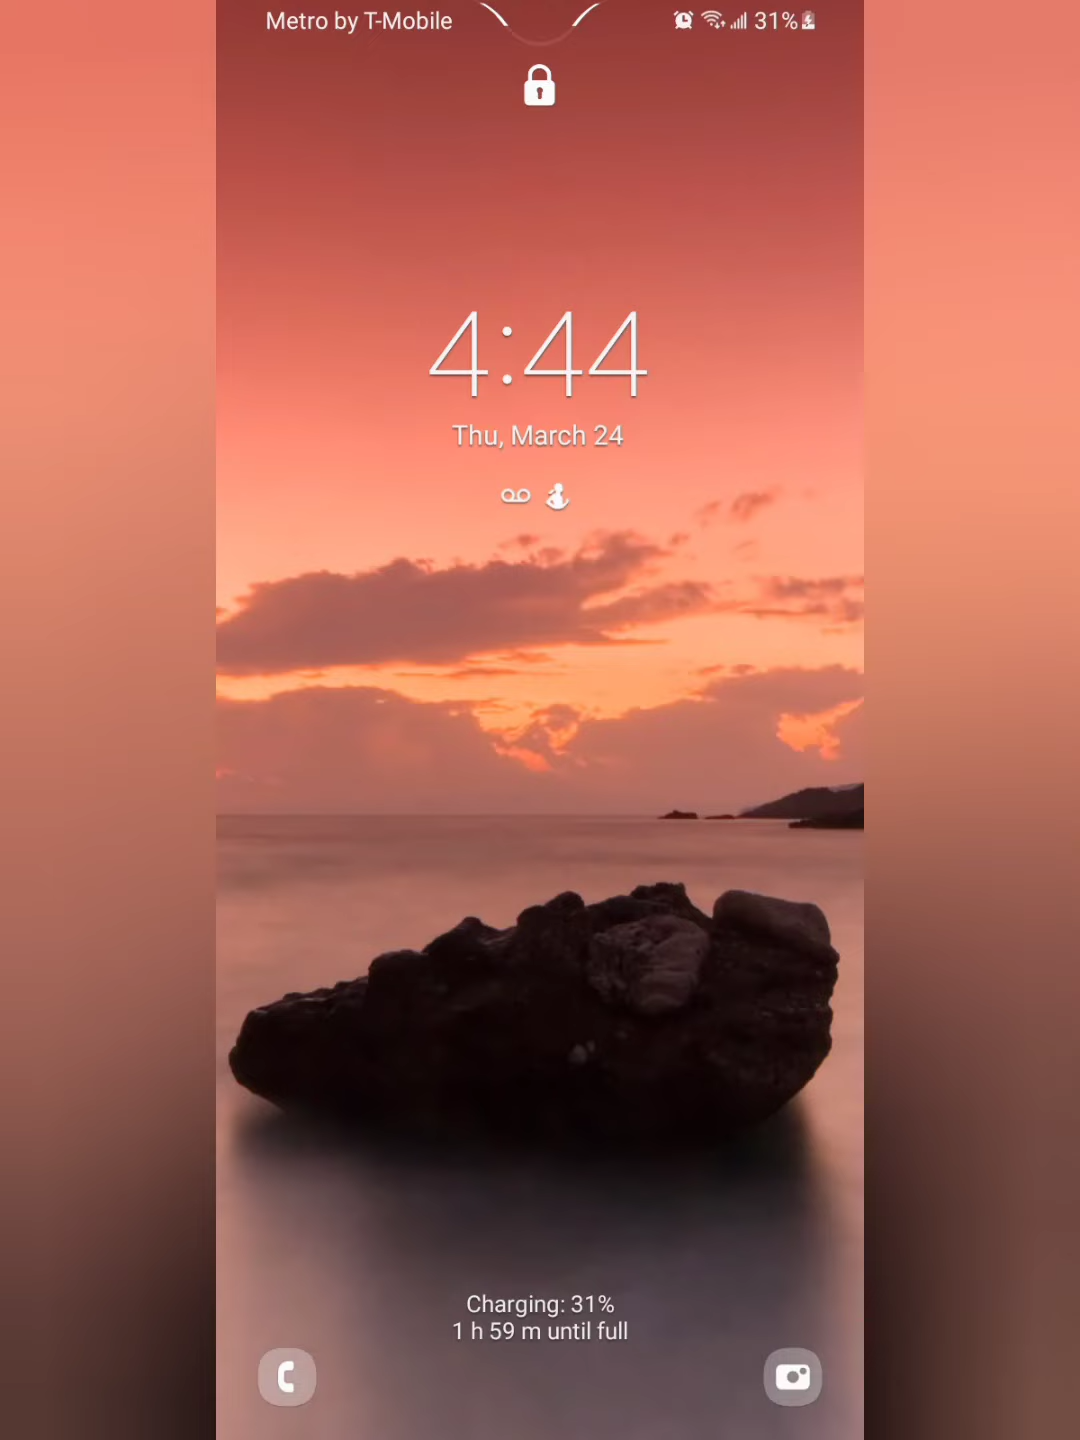 Metro by T-Mobile
31%
4:44
Thu, March 24
Charging: 31%
1 h 59 m until full